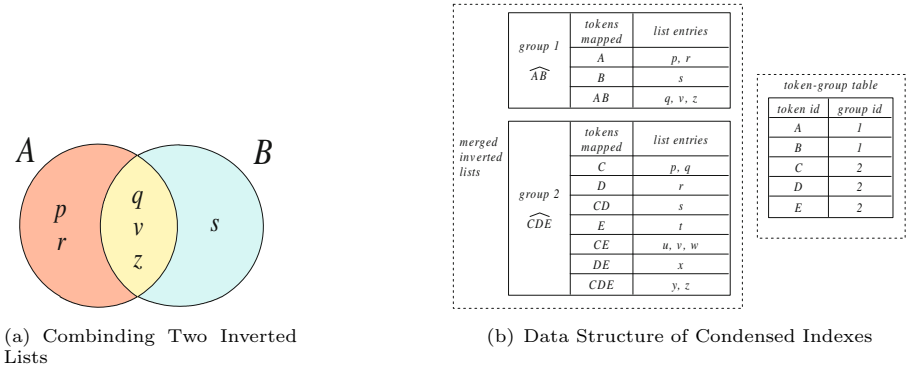 A
B
p
r
q
v
z
s
(a) Combinding Two Inverted
Lists
merged
inverted
lists
group 1
AB
tokens
mapped
list entries
A p, r
B s
AB q, v, z
group 2
CDE
tokens
mapped
list entries
C p, q
D r
CD s
E t
CE u, v, w
DE x
CDE y, z
token-group table
token id group id
A 1
B 1
C 2
D 2
E 2
(b) Data Structure of Condensed Indexes